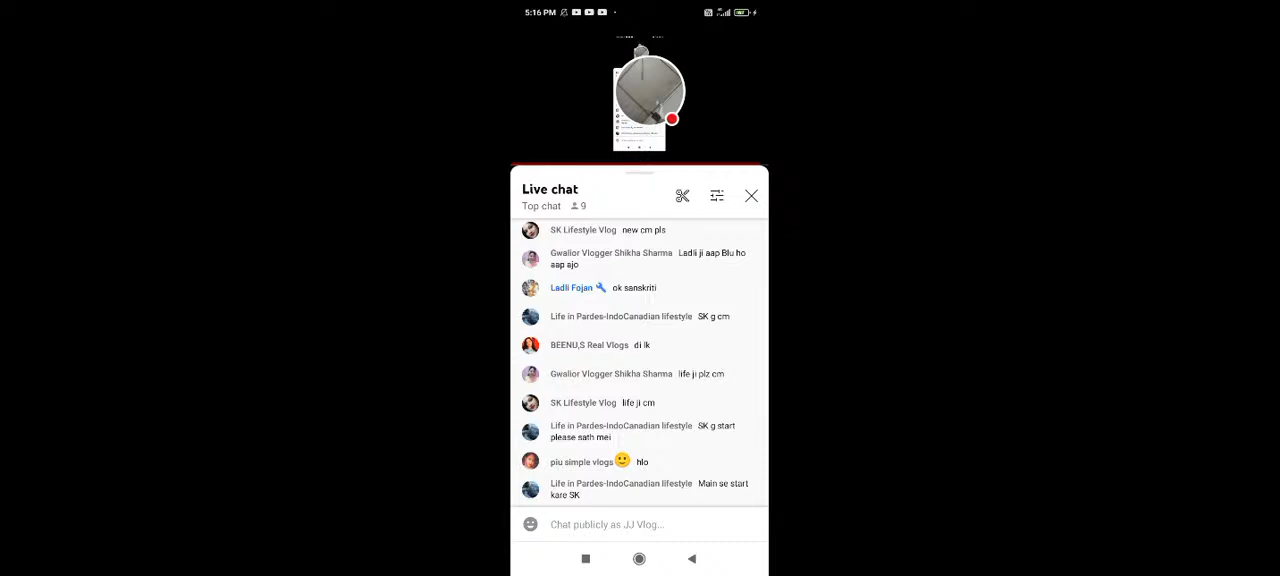 5:16 PM
Live chat
Top chat 9
SK Lifestyle Vlog new cm pls
Gwalior Vlogger Shikha Sharma Ladli ji aap Blu ho
aap ajo
Ladli Fojan ok sanskriti
Life in Pardes-IndoCanadian lifestyle SK g cm
BEENU,S Real Vlogs di lk
Gwalior Vlogger Shikha Sharma life ji plz cm
SK Lifestyle Vlog life ji cm
Life in Pardes-IndoCanadian lifestyle SK g start
please sath mei
piu simple vlogs🙂 hlo
Life in Pardes-IndoCanadian lifestyle Main se start
kare SK
Chat publicly as JJ Vlog...